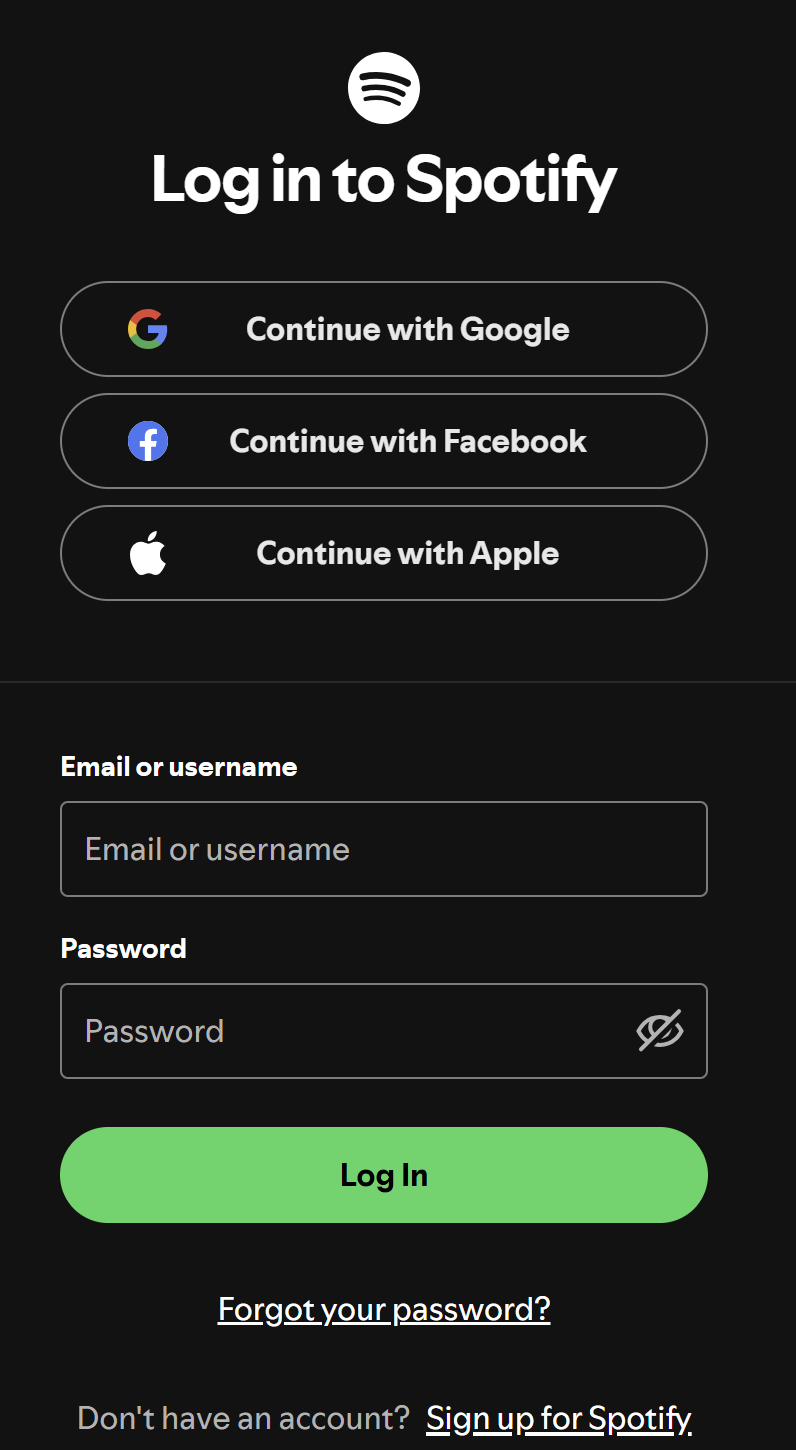 Log in to Spotify
Continue with Google
Continue with Facebook
Continue with Apple
Email or username
Email or username
Password
Password
Log In
Forgot your password?
Don't have an account? Sign up for Spotify